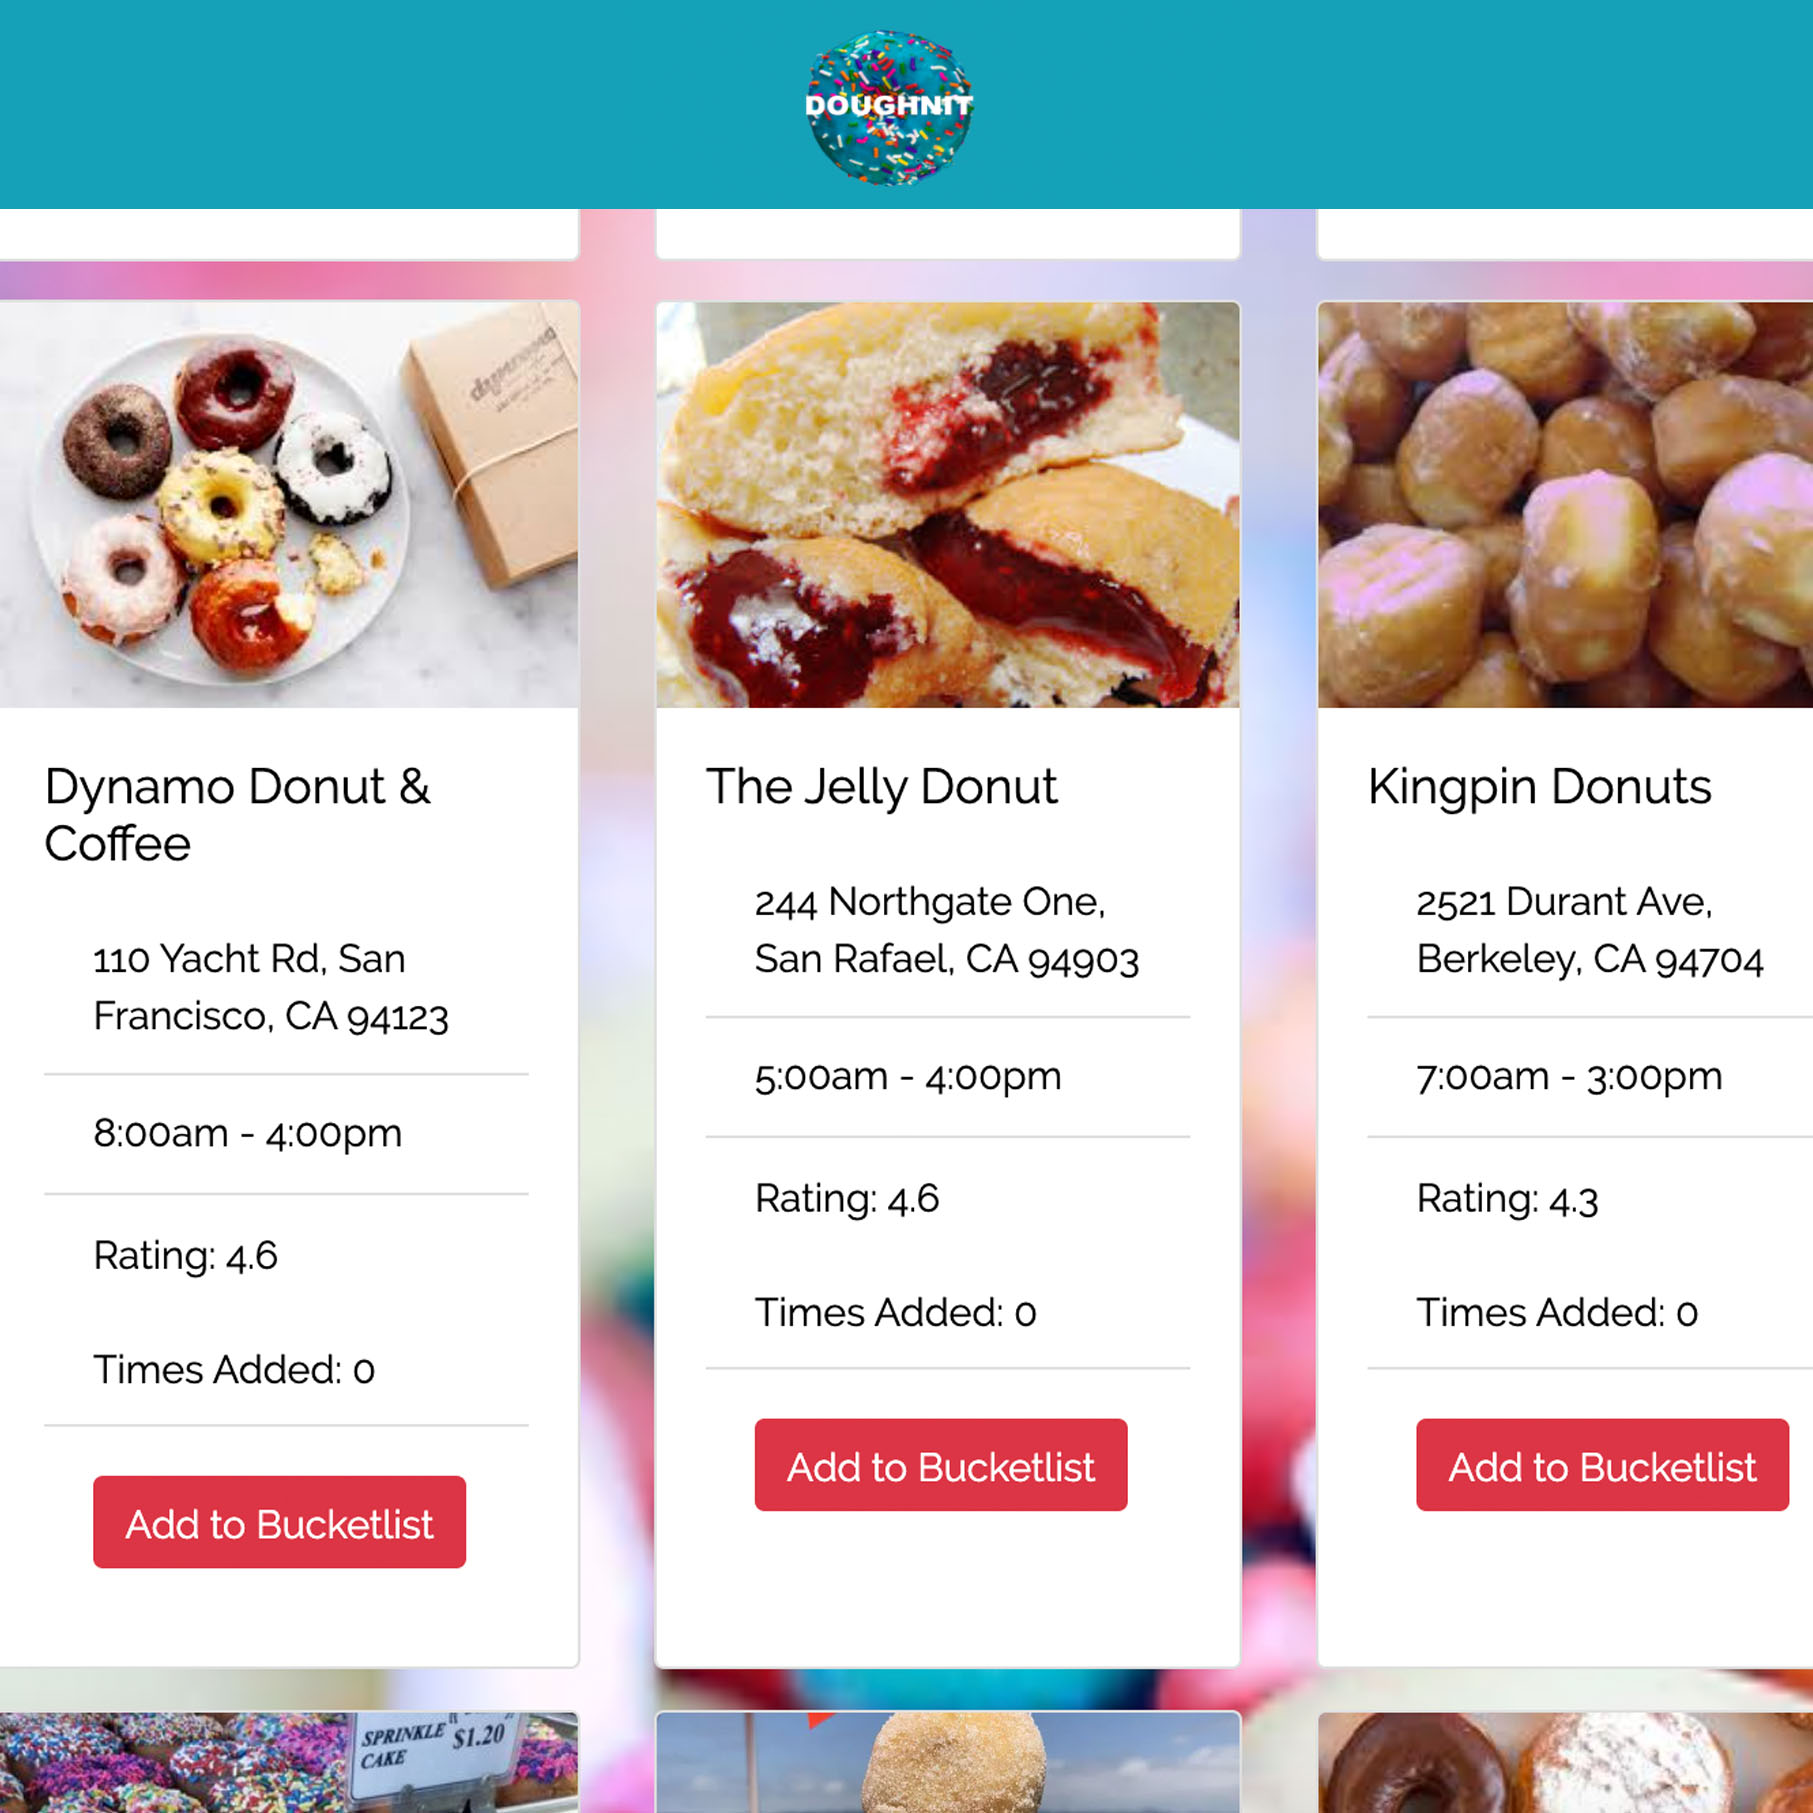 DOUGHNIT
dynamo
Dynamo Donut &
Coffee
110 Yacht Rd, San
Francisco, CA 94123
8:00am - 4:00pm
Rating: 4.6
Times Added: 0
Add to Bucketlist
The Jelly Donut
244 Northgate One,
San Rafael, CA 94903
5:00am - 4:00pm
Rating: 4.6
Times Added: 0
Add to Bucketlist
Kingpin Donuts
2521 Durant Ave,
Berkeley, CA 94704
7:00am - 3:00pm
Rating: 4.3
Times Added: 0
Add to Bucketlist
SPRINKLE $1.20
CAKE